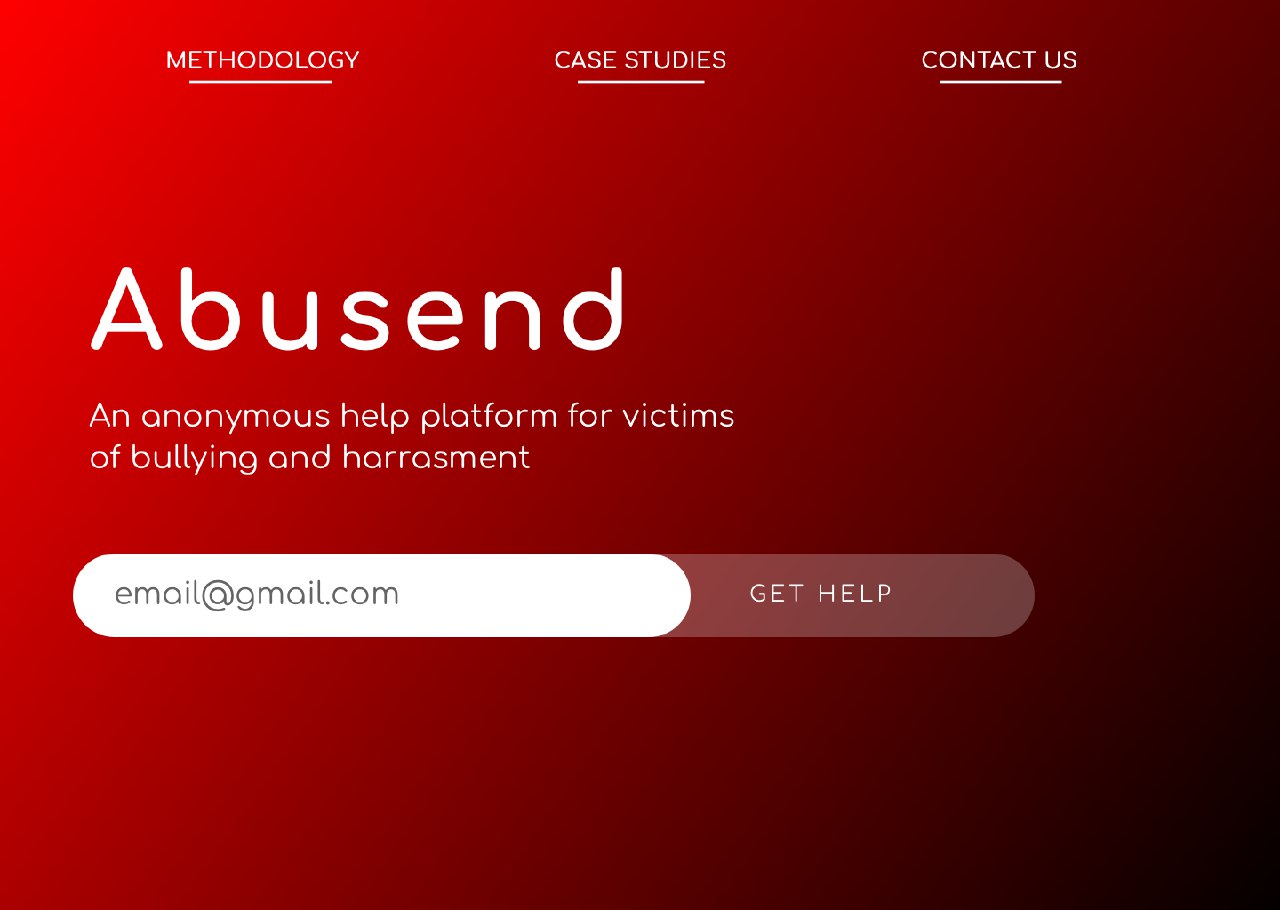 METHODOLOGY
CASE STUDIES
CONTACT US
Abusend
An anonymous help platform for victims
of bullying and harrasment
email@gmail.com
GET HELP